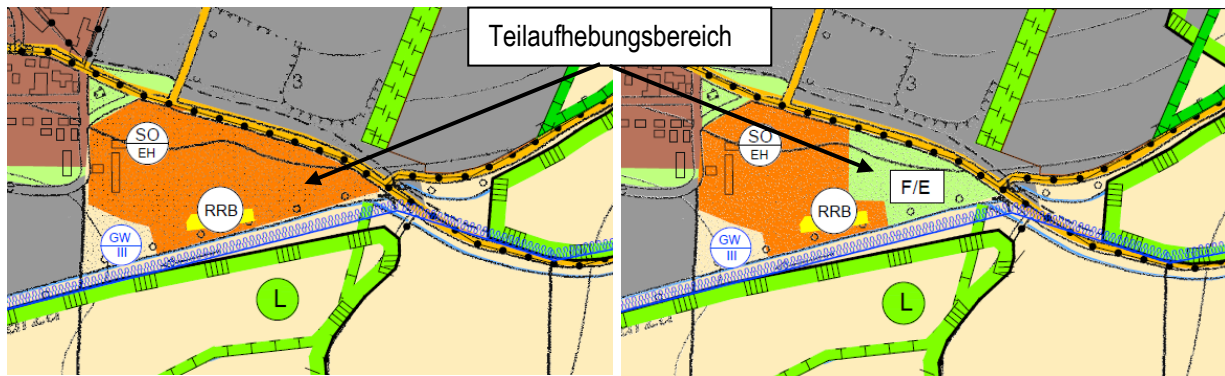 Teilaufhebungsbereich
3
SO
EH
RRB
GW
III
L
3
SO
EH
F/E
RRB
GW
III
L